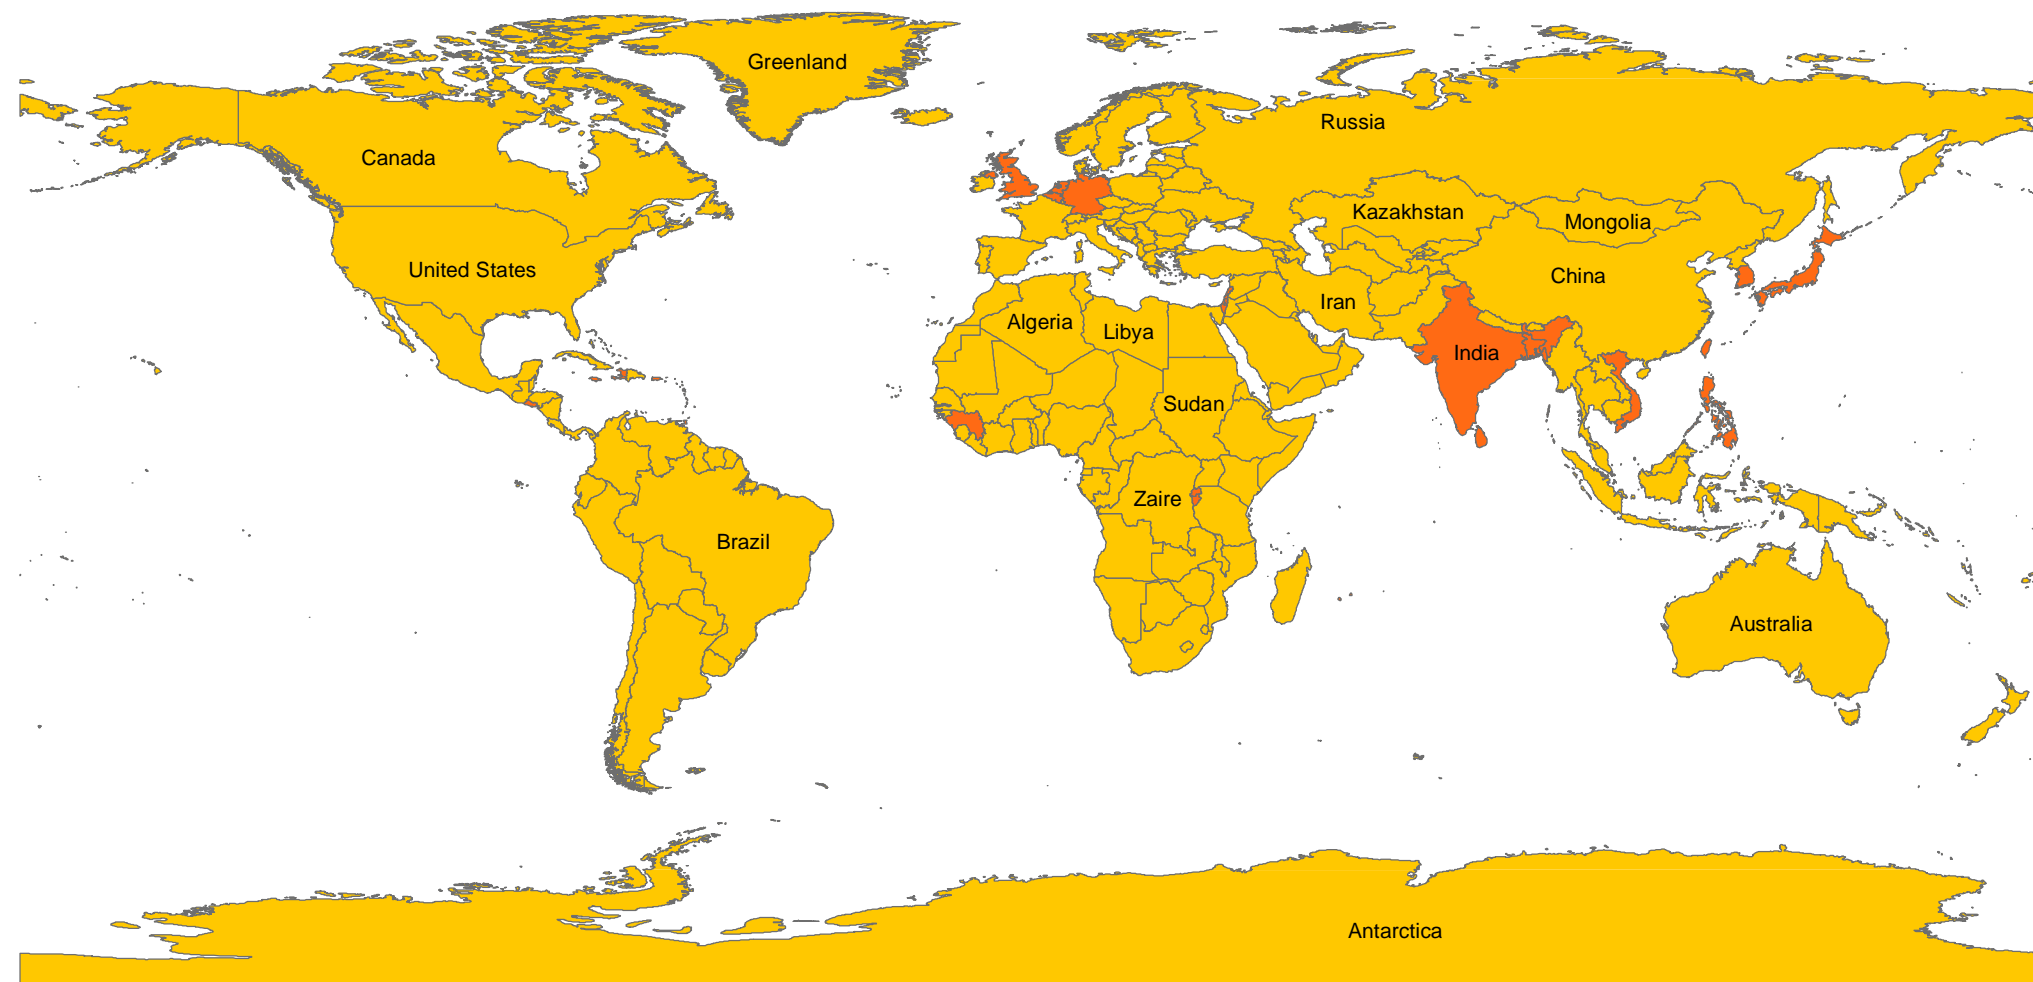 Greenland
Russia
Canada
Kazakhstan
Mongolia
United States
China
Iran
Algeria
Libya
India
Sudan
Zaire
Brazil
Australia
Antarctica